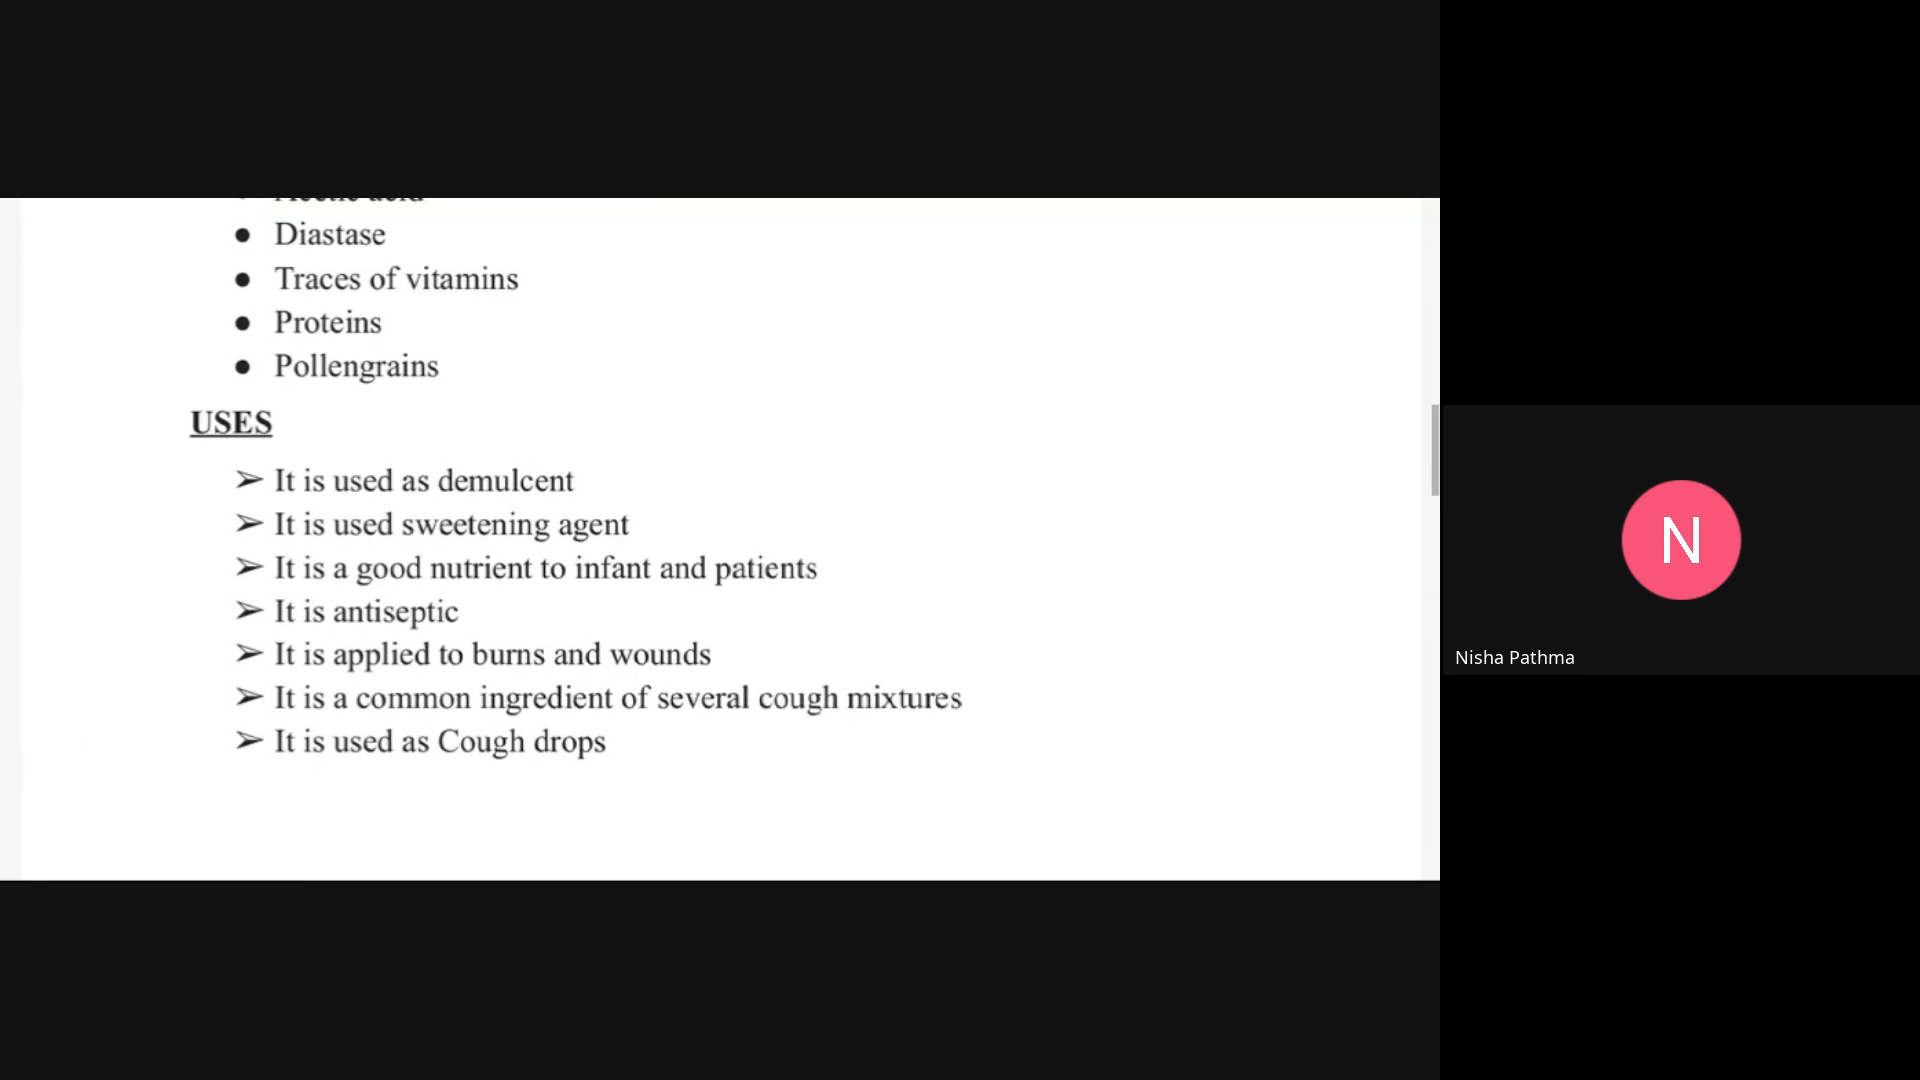 ● Diastase
● Traces of vitamins
● Proteins
● Pollengrains
USES
➢ It is used as demulcent
➢ It is used sweetening agent
➢ It is a good nutrient to infant and patients
➢ It is antiseptic
➢ It is applied to burns and wounds
➢ It is a common ingredient of several cough mixtures
➢ It is used as Cough drops
N
Nisha Pathma